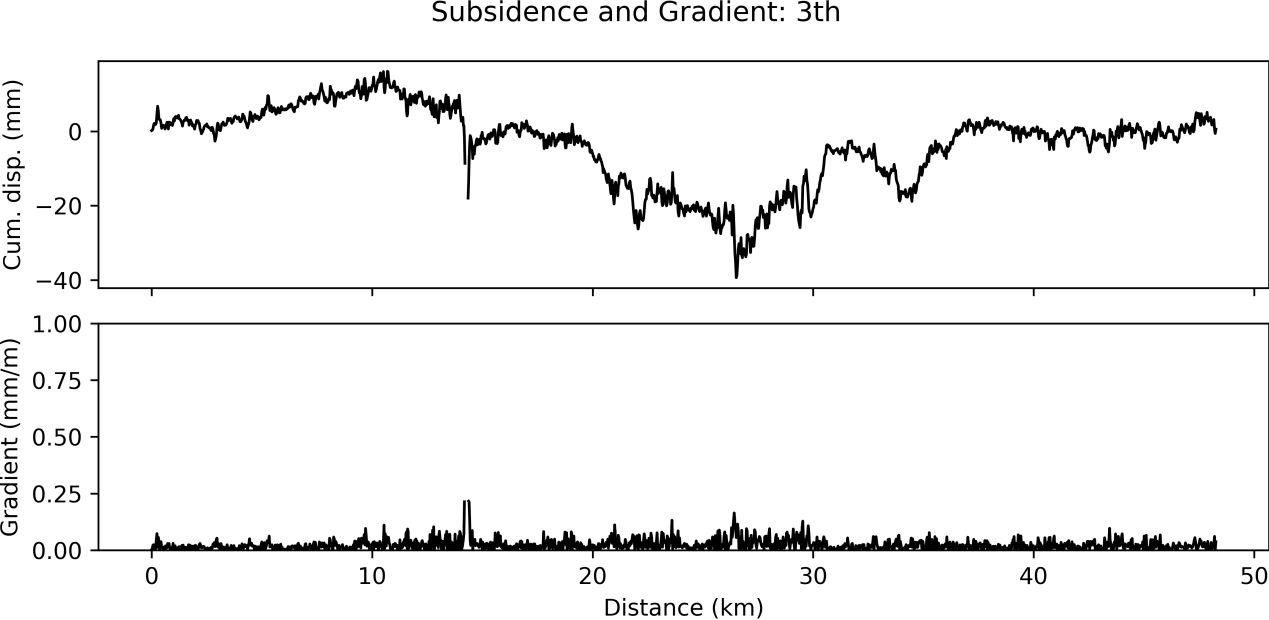 Subsidence and Gradient: 3th
Cum. disp. (mm)
0
−20
−40
Gradient (mm/m)
1.00
0.75
0.50
0.25
0.00
0 10 20 30 40 50
Distance (km)